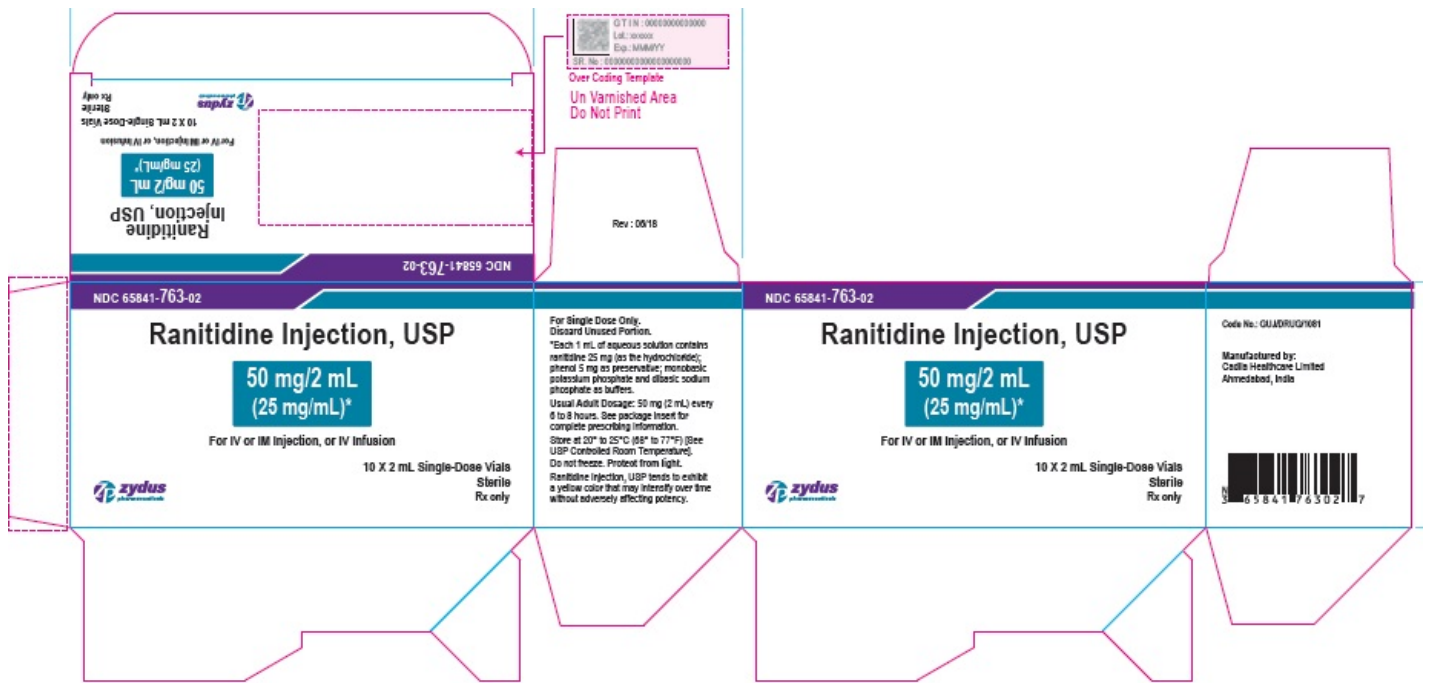 GTIN : 00000000000000
Lot.: xxxxxx
Exp.: MMM/YY
SR. No : 00000000000000000000
Over Coding Template
Un Varnished Area
Do Not Print
NDC 65841-763-02
Ranitidine
Injection, USP
50 mg/2 mL
(25 mg/mL)*
For IV or IM Injection, or IV Infusion
10 X 2 mL Single-Dose Vials
Sterile
Rx only
zydus
pharmaceuticals
Rev : 06/18
NDC 65841-763-02
Ranitidine Injection, USP
50 mg/2 mL
(25 mg/mL)*
For IV or IM Injection, or IV Infusion
10 X 2 mL Single-Dose Vials
Sterile
Rx only
zydus
pharmaceuticals
For Single Dose Only.
Discard Unused Portion.
*Each 1 mL of aqueous solution contains
ranitidine 25 mg (as the hydrochloride);
phenol 5 mg as preservative; monobasic
potassium phosphate and dibasic sodium
phosphate as buffers.
Usual Adult Dosage: 50 mg (2 mL) every
6 to 8 hours. See package insert for
complete prescribing information.
Store at 20° to 25°C (68° to 77°F) [See
USP Controlled Room Temperature].
Do not freeze. Protect from light.
Ranitidine Injection, USP tends to exhibit
a yellow color that may intensify over time
without adversely affecting potency.
NDC 65841-763-02
Ranitidine Injection, USP
50 mg/2 mL
(25 mg/mL)*
For IV or IM Injection, or IV Infusion
10 X 2 mL Single-Dose Vials
Sterile
Rx only
zydus
pharmaceuticals
Code No.: GUJ/DRUG/1081
Manufactured by:
Cadila Healthcare Limited
Ahmedabad, India
N
3 65841 76302 7